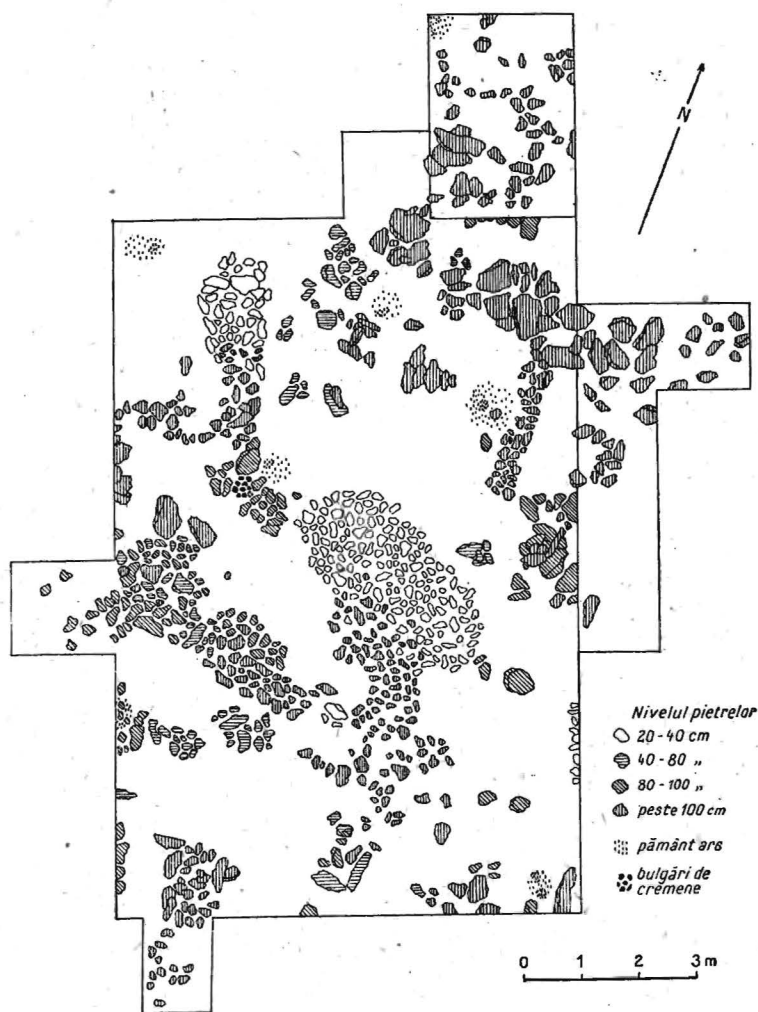 N
Nivelul pietrelor
20-40 cm
40-80 „
80-100 „
peste 100 cm
pământ ars
bulgări de
cremene
0 1 2 3 m